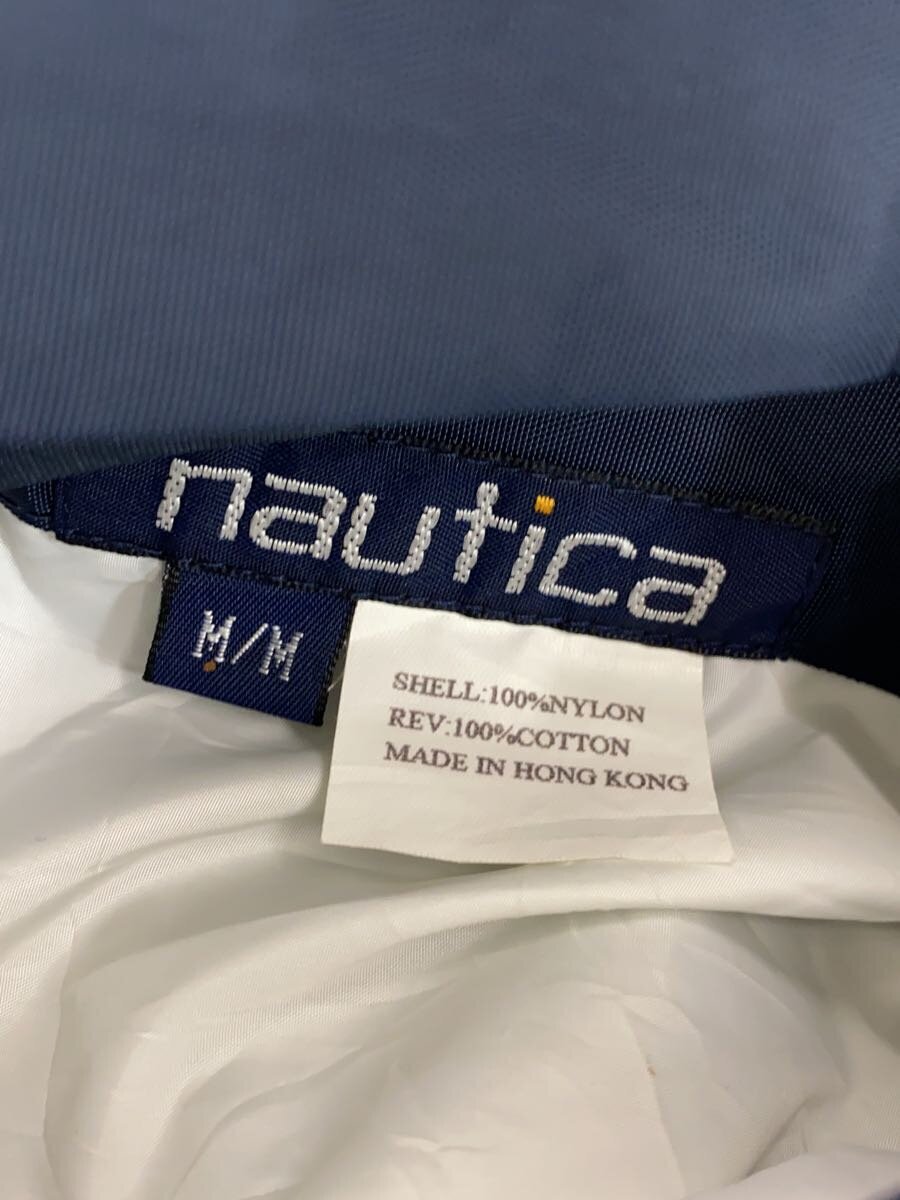 nautica
M/M
SHELL:100%NYLON
REV:100%COTTON
MADE IN HONG KONG